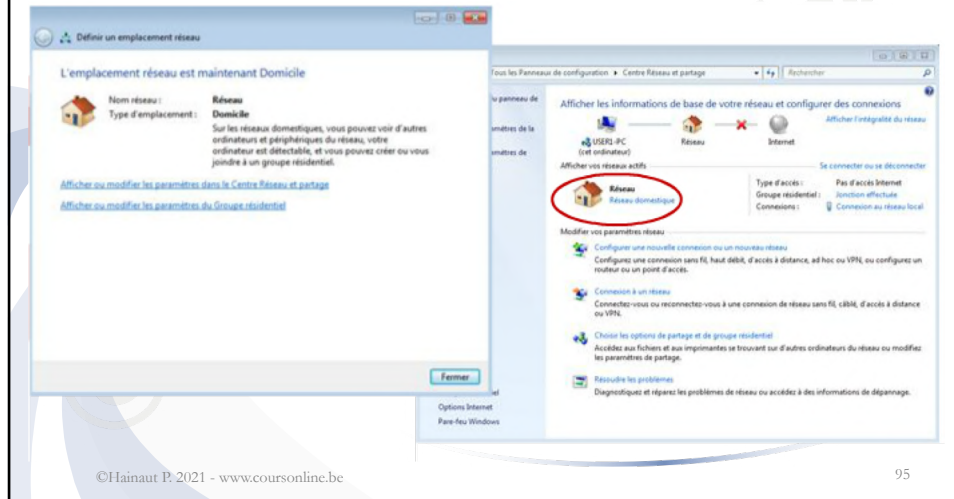 Définir un emplacement réseau
L'emplacement réseau est maintenant Domicile
Nom réseau : Réseau
Type d'emplacement : Domicile
Sur les réseaux domestiques, vous pouvez voir d'autres
ordinateurs et périphériques du réseau, votre
ordinateur est détectable, et vous pouvez créer ou vous
joindre à un groupe résidentiel.
Afficher ou modifier les paramètres dans le Centre Réseau et partage
Afficher ou modifier les paramètres du Groupe résidentiel
Fermer
Tous les Panneaux de configuration Centre Réseau et partage
Rechercher
panneau de
de la
de
Afficher les informations de base de votre réseau et configurer des connexions
Afficher l'intégralité du réseau
USER1-PC Réseau Internet
(cet ordinateur)
Afficher vos réseaux actifs Se connecter ou se déconnecter
Réseau
Réseau domestique
Type d'accès : Pas d'accès Internet
Groupe résidentiel : Jonction effectuée
Connexions : Connexion au réseau local
Modifier vos paramètres réseau
Configurer une nouvelle connexion ou un nouveau réseau
Configurez une connexion sans fil, haut débit, d'accès à distance, ad hoc ou VPN, ou configurez un
routeur ou un point d'accès.
Connexion à un réseau
Connectez-vous ou reconnectez-vous à une connexion de réseau sans fil, câblé, d'accès à distance
ou VPN.
Choisir les options de partage et de groupe résidentiel
Accédez aux fichiers et aux imprimantes se trouvant sur d'autres ordinateurs du réseau ou modifiez
les paramètres de partage.
Résoudre les problèmes
Diagnostiquez et réparez les problèmes de réseau ou accédez à des informations de dépannage.
Options Internet
Pare-feu Windows
©Hainaut P. 2021 - www.coursonline.be
95